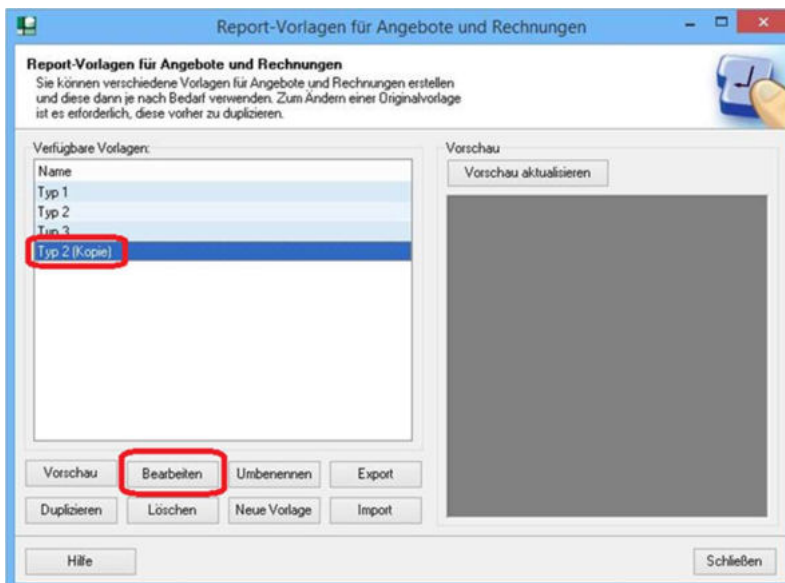 Report-Vorlagen für Angebote und Rechnungen
Report-Vorlagen für Angebote und Rechnungen
Sie können verschiedene Vorlagen für Angebote und Rechnungen erstellen
und diese dann je nach Bedarf verwenden. Zum Ändern einer Originalvorlage
ist es erforderlich, diese vorher zu duplizieren.
Verfügbare Vorlagen:
Name
Typ 1
Typ 2
Typ 3
Typ 2 (Kopie)
Vorschau
Vorschau aktualisieren
Vorschau
Bearbeiten
Umbenennen
Export
Duplizieren
Löschen
Neue Vorlage
Import
Hilfe
Schließen